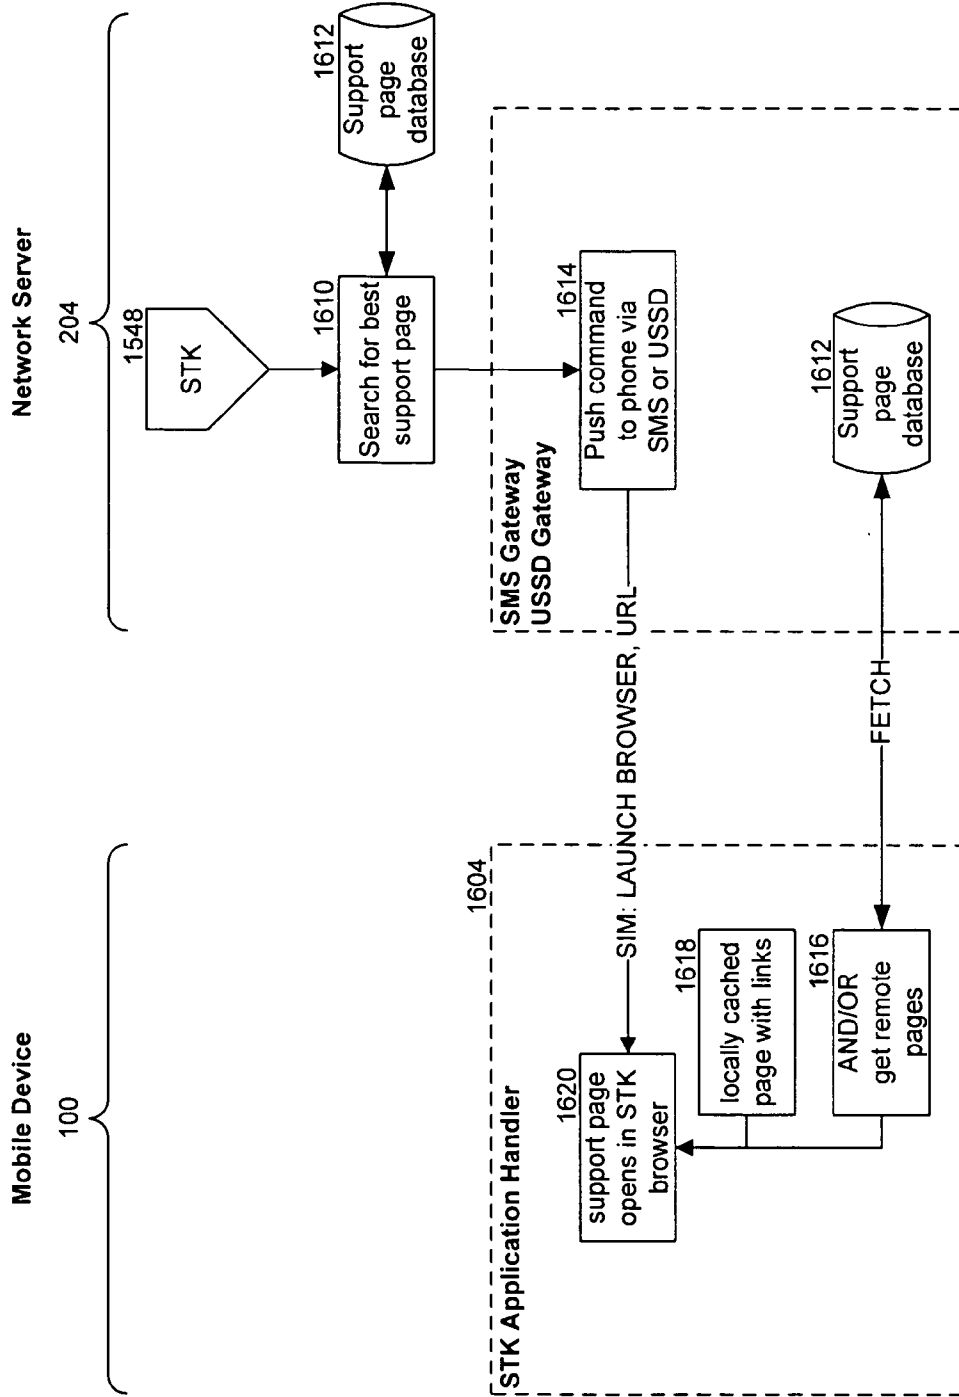 Mobile Device
100
Network Server
204
1548
STK
1610
Search for best
support page
1612
Support
page
database
1604
STK Application Handler
SMS Gateway
USSD Gateway
1614
Push command
to phone via
SMS or USSD
SIM: LAUNCH BROWSER, URL
1620
support page
opens in STK
browser
1618
locally cached
page with links
1616
AND/OR
get remote
pages
FETCH
1612
Support
page
database